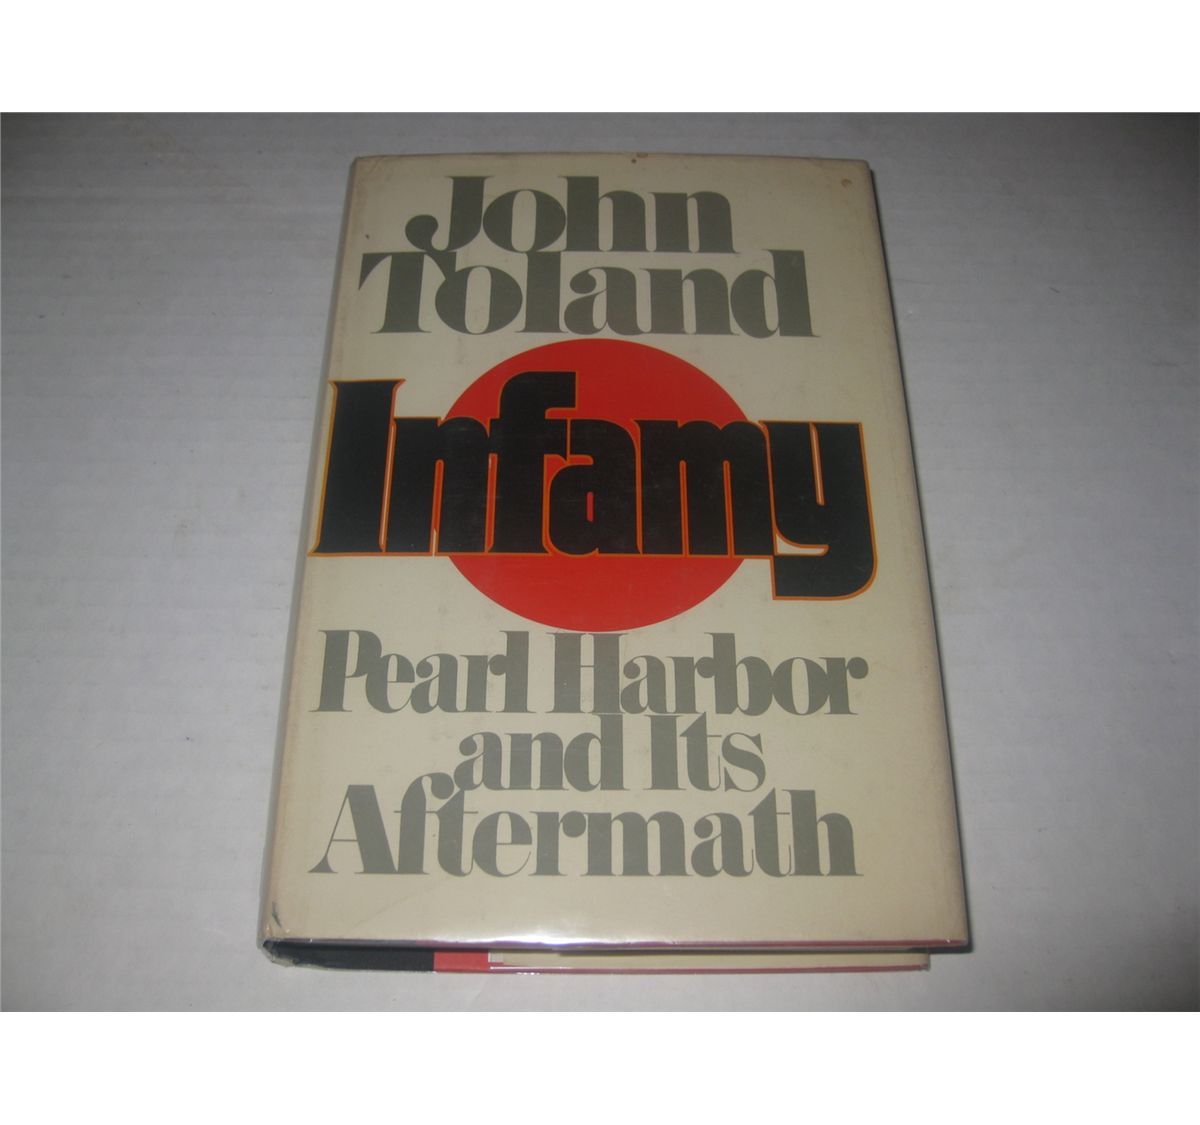 John
Toland
Infamy
Pearl Harbor
and Its
Aftermath